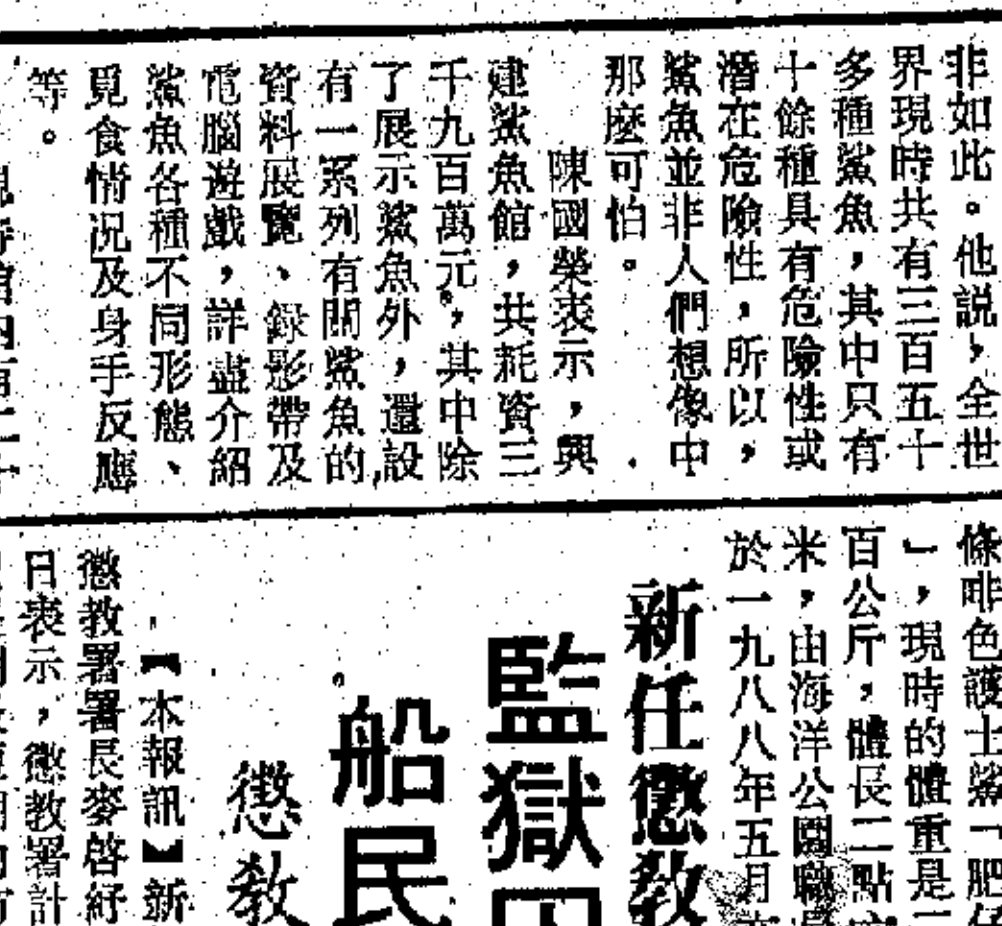 非如此。他説，全世
界現時共有三百五十
多種鯊魚，其中只有
十餘種具有危險性或
潛在危險性，所以，
鯊魚並非人們想像中
那麼可怕。
陳國榮表示，興
建鯊魚館，共耗資三
千九百萬元，其中除
了展示鯊魚外，還設
有一系列有關鯊魚的
資料展覽、錄影帶及
電腦遊戲，詳盡介紹
鯊魚各種不同形態、
覓食情況及身手反應
等。
條啡色護士鯊「肥仔
」，現時的體重是
百公斤，體長二點
米，由海洋公園職員
於一九八八年五月
新任懲教
監獄
船民
懲教
【本報訊】新
懲教署署長麥啓紓
日表示，懲教署計